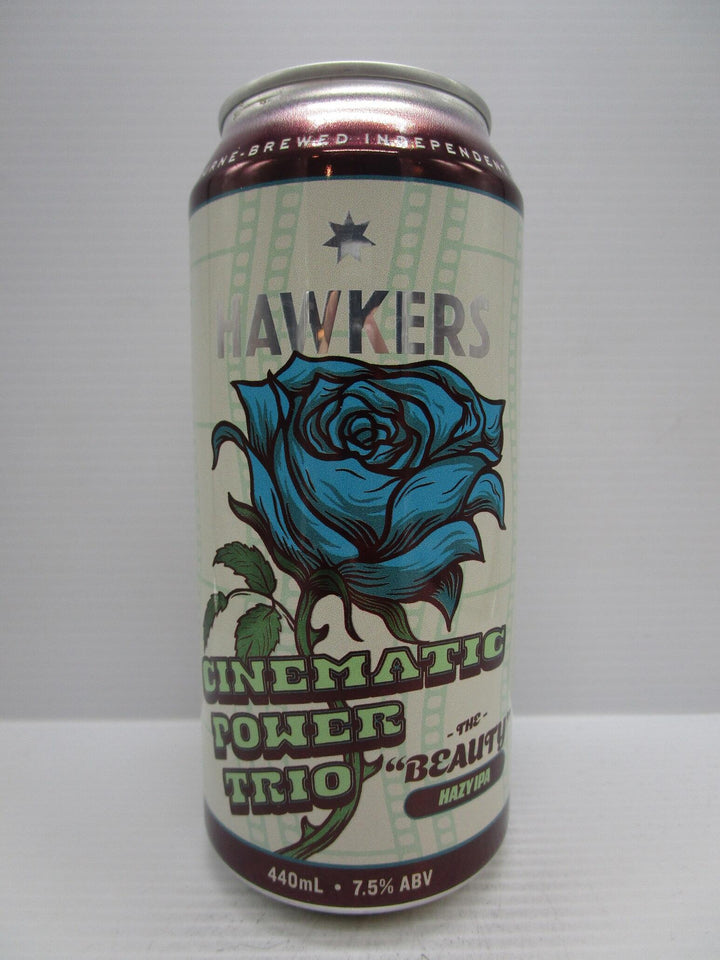 -BREWED INDEPENDENT
HAWKERS
CINEMATIC
POWER
TRIO
- THE -
"BEAUTY"
HAZY IPA
440mL • 7.5% ABV